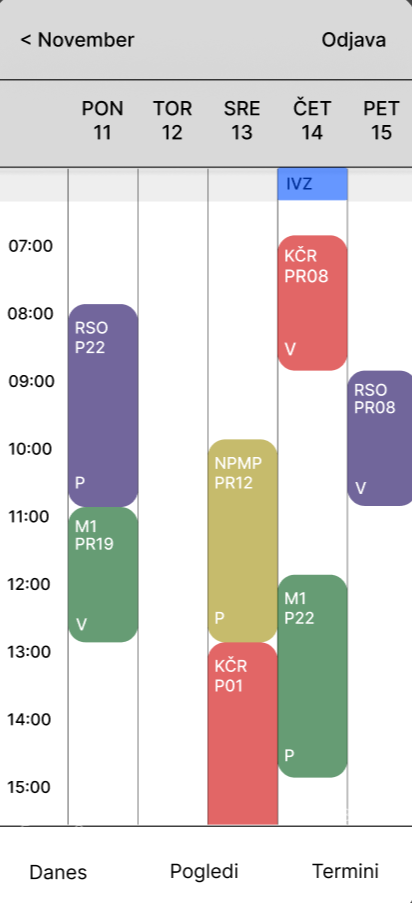 < November Odjava
PON TOR SRE ČET PET
11 12 13 14 15
IVZ
07:00
KČR
PR08
V
08:00
RSO
P22
P
09:00
RSO
PR08
V
10:00
NPMP
PR12
P
11:00
M1
PR19
V
12:00
M1
P22
P
13:00
KČR
P01
14:00
15:00
Danes Pogledi Termini